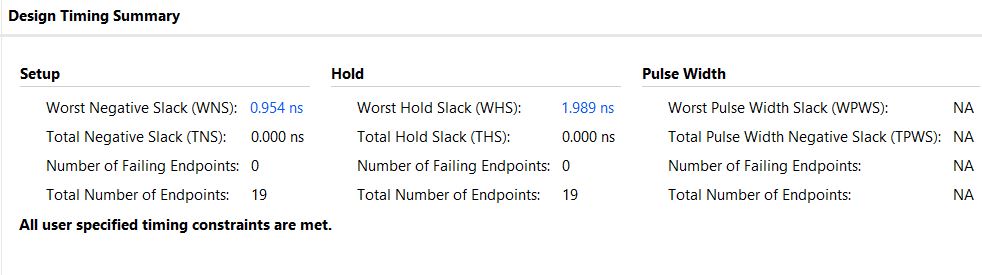 Design Timing Summary
Setup Hold Pulse Width
Worst Negative Slack (WNS): 0.954 ns Worst Hold Slack (WHS): 1.989 ns Worst Pulse Width Slack (WPWS): NA
Total Negative Slack (TNS): 0.000 ns Total Hold Slack (THS): 0.000 ns Total Pulse Width Negative Slack (TPWS): NA
Number of Failing Endpoints: 0 Number of Failing Endpoints: 0 Number of Failing Endpoints: NA
Total Number of Endpoints: 19 Total Number of Endpoints: 19 Total Number of Endpoints: NA
All user specified timing constraints are met.